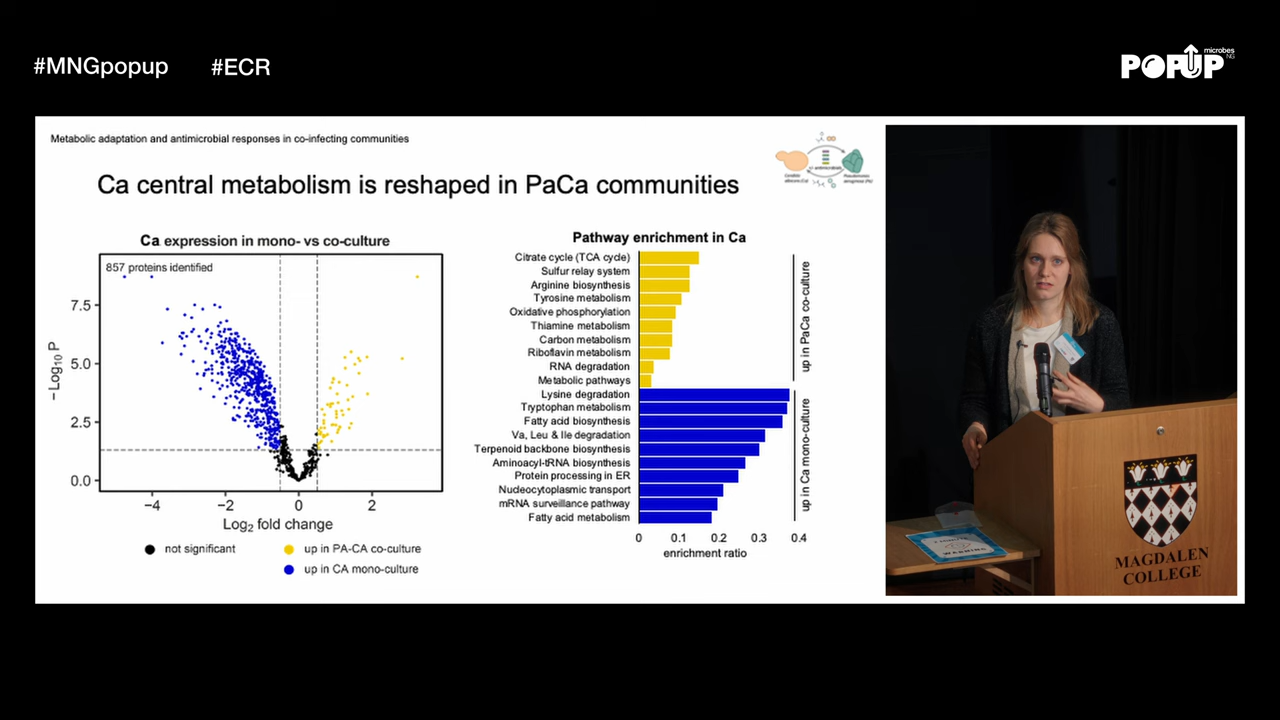 #MNGpopup #ECR
microbes
NG
POPUP
Metabolic adaptation and antimicrobial responses in co-infecting communities
Ca central metabolism is reshaped in PaCa communities
Ca expression in mono- vs co-culture
857 proteins identified
7.5
5.0
2.5
0.0
−Log10 P
−4 −2 0 2
Log2 fold change
not significant
up in PA-CA co-culture
up in CA mono-culture
Pathway enrichment in Ca
Citrate cycle (TCA cycle)
Sulfur relay system
Arginine biosynthesis
Tyrosine metabolism
Oxidative phosphorylation
Thiamine metabolism
Carbon metabolism
Riboflavin metabolism
RNA degradation
Metabolic pathways
Lysine degradation
Tryptophan metabolism
Fatty acid biosynthesis
Va, Leu & Ile degradation
Terpenoid backbone biosynthesis
Aminoacyl-tRNA biosynthesis
Protein processing in ER
Nudeocytoplasmic transport
mRNA surveillance pathway
Fatty acid metabolism
0 0.1 0.2 0.3 0.4
enrichment ratio
up in PaCa co-culture
up in Ca mono-culture
WARNING
MAGDALEN
COLLEGE